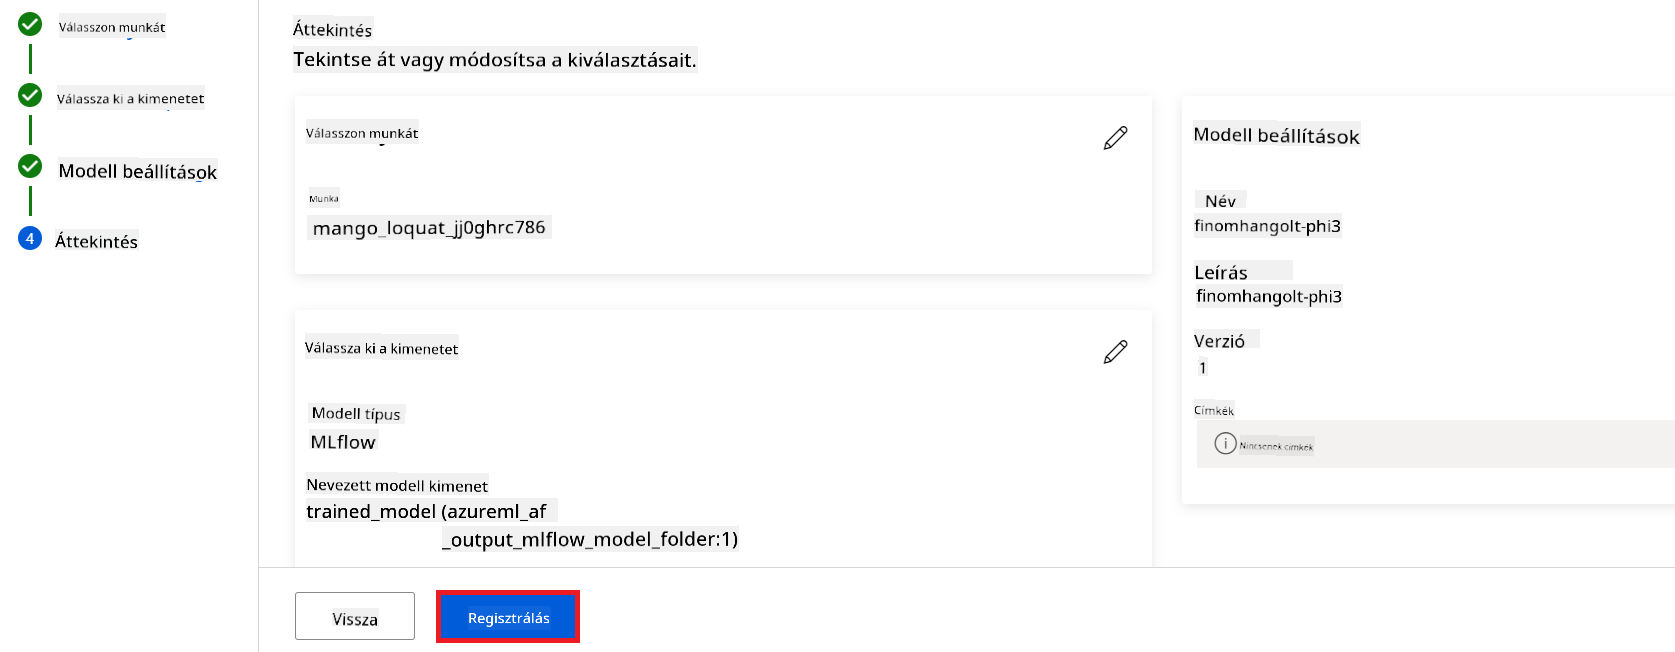 Válasszon munkát
Válassza ki a kimenetet
Modell beállítások
4 Áttekintés
Áttekintés
Tekintse át vagy módosítsa a kiválasztásait.
Válasszon munkát
Munka
mango_loquat_jj0ghrc786
Válassza ki a kimenetet
Modell típus
MLflow
Nevezett modell kimenet
trained_model (azureml_af
_output_mlflow_model_folder:1)
Modell beállítások
Név
finomhangolt-phi3
Leírás
finomhangolt-phi3
Verzió
1
Címkék
Nincsenek címkék
Vissza
Regisztrálás